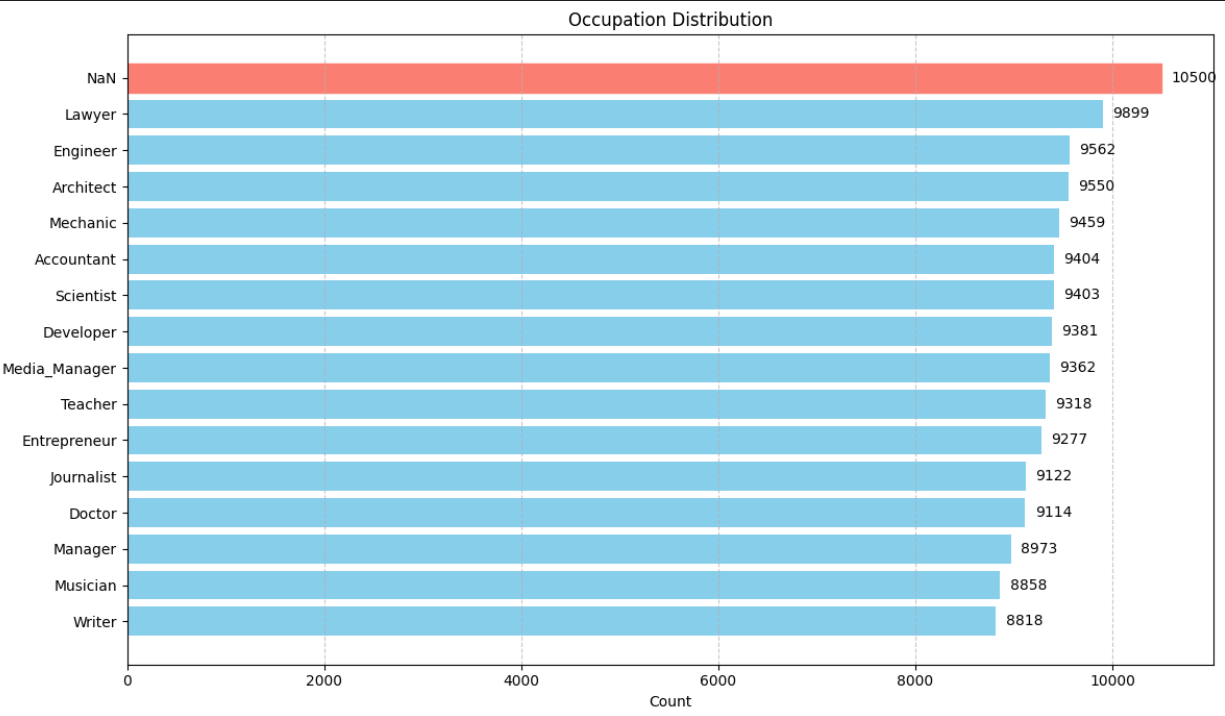 Occupation Distribution
NaN 10500
Lawyer 9899
Engineer 9562
Architect 9550
Mechanic 9459
Accountant 9404
Scientist 9403
Developer 9381
Media_Manager 9362
Teacher 9318
Entrepreneur 9277
Journalist 9122
Doctor 9114
Manager 8973
Musician 8858
Writer 8818
0 2000 4000 6000 8000 10000
Count